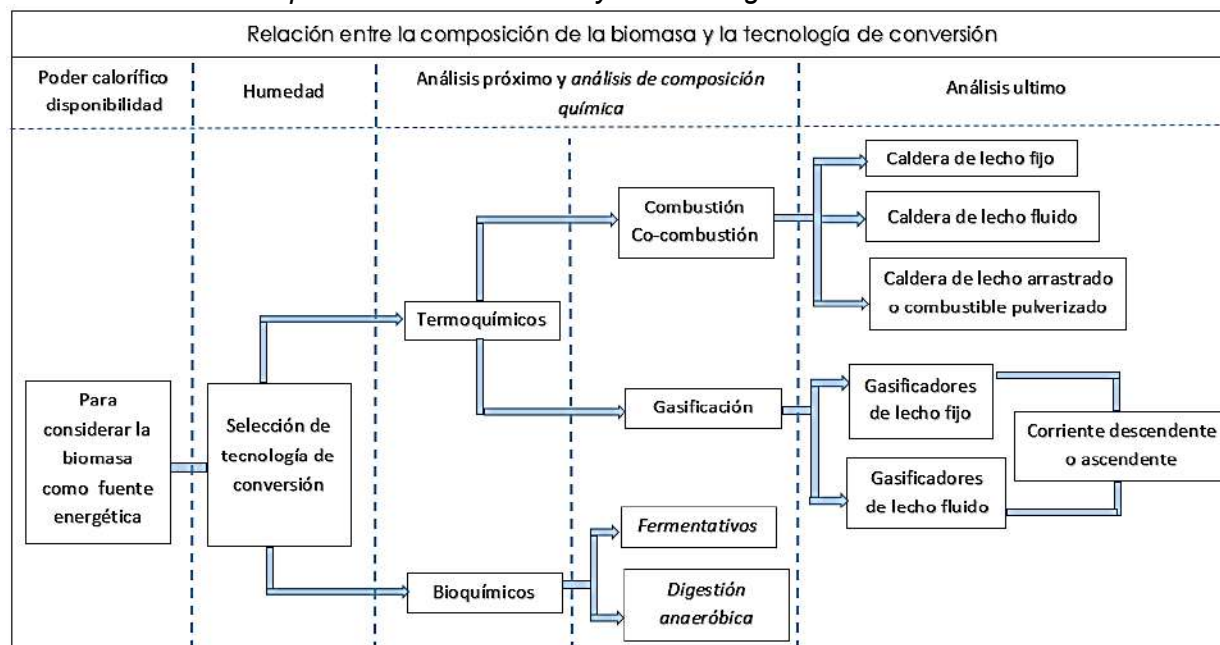 Relación entre la composición de la biomasa y la tecnología de conversión
Poder calorífico
disponibilidad
Humedad
Análisis próximo y análisis de composición
química
Análisis ultimo
Para
considerar la
biomasa
como fuente
energética
Selección de
tecnología de
conversión
Termoquímicos
Bioquímicos
Combustión
Co-combustión
Gasificación
Fermentativos
Digestión
anaeróbica
Caldera de lecho fijo
Caldera de lecho fluido
Caldera de lecho arrastrado
o combustible pulverizado
Gasificadores
de lecho fijo
Gasificadores
de lecho fluido
Corriente descendente
o ascendente